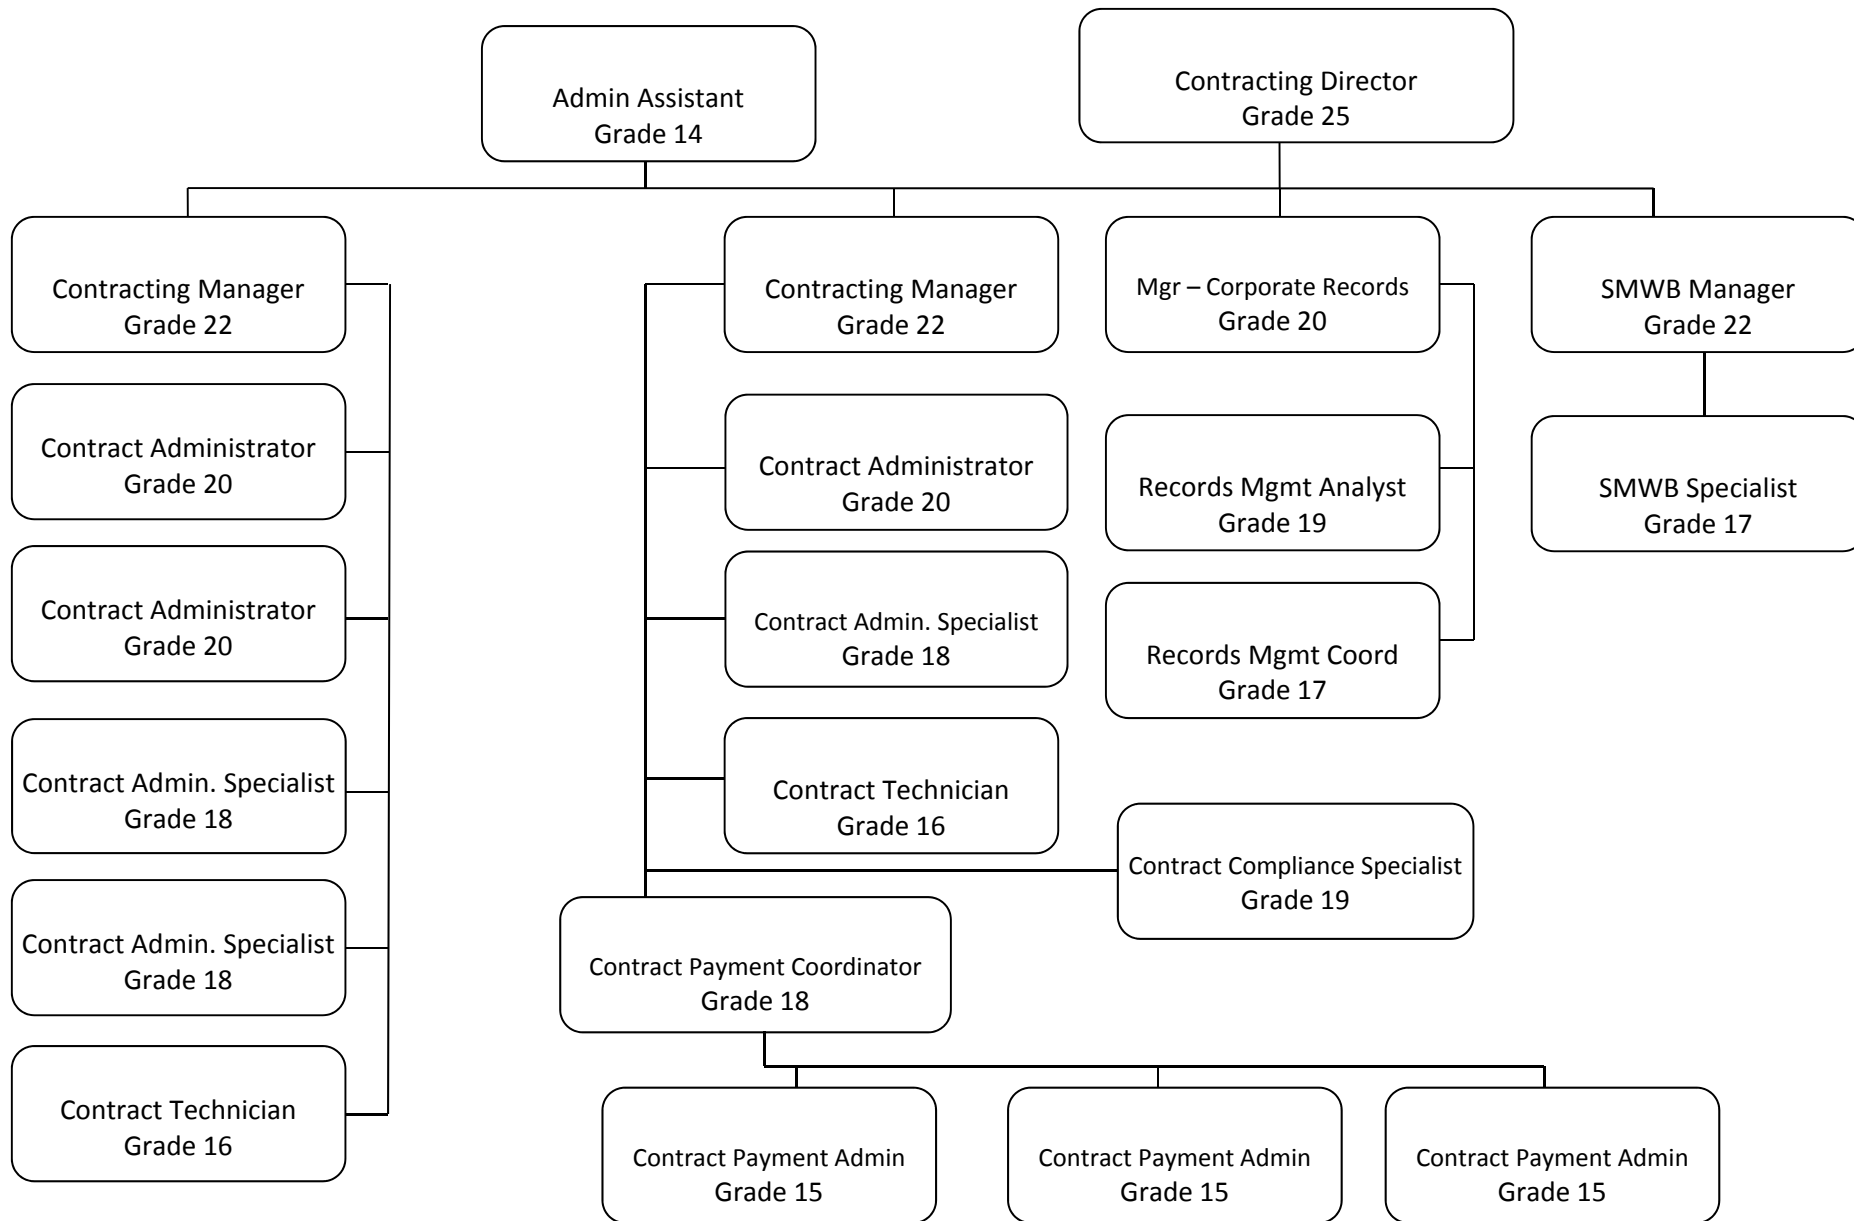 Admin Assistant
Grade 14
Contracting Director
Grade 25
Contracting Manager
Grade 22
Contracting Manager
Grade 22
Mgr – Corporate Records
Grade 20
SMWB Manager
Grade 22
Contract Administrator
Grade 20
Contract Administrator
Grade 20
Records Mgmt Analyst
Grade 19
SMWB Specialist
Grade 17
Contract Administrator
Grade 20
Contract Admin. Specialist
Grade 18
Records Mgmt Coord
Grade 17
Contract Admin. Specialist
Grade 18
Contract Technician
Grade 16
Contract Compliance Specialist
Grade 19
Contract Admin. Specialist
Grade 18
Contract Payment Coordinator
Grade 18
Contract Technician
Grade 16
Contract Payment Admin
Grade 15
Contract Payment Admin
Grade 15
Contract Payment Admin
Grade 15